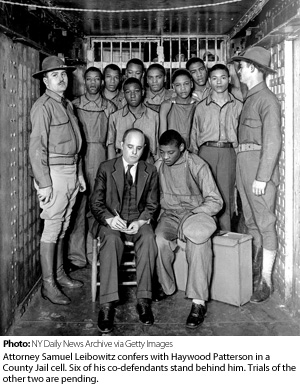 Photo: NY Daily News Archive via Getty Images
Attorney Samuel Leibowitz confers with Haywood Patterson in a
County Jail cell. Six of his co-defendants stand behind him. Trials of the
other two are pending.